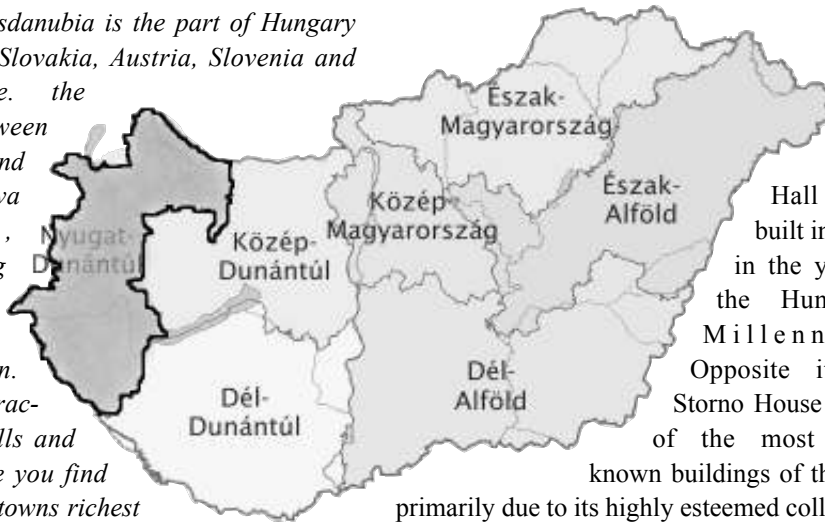 sdanubia is the part of Hungary
Slovakia, Austria, Slovenia and
e. the
ween
nd
va
,
g
n.
rac-
lls and
e you find
towns richest
Észak-
Magyarország
Észak-
Alföld
Közép-
Magyarország
Közép-
Dunántúl
Nyugat-
Dunántúl
Dél-
Dunántúl
Dél-
Alföld
Hall
built in
in the y
the Hun
Millenn
Opposite i
Storno House
of the most
known buildings of th
primarily due to its highly esteemed coll